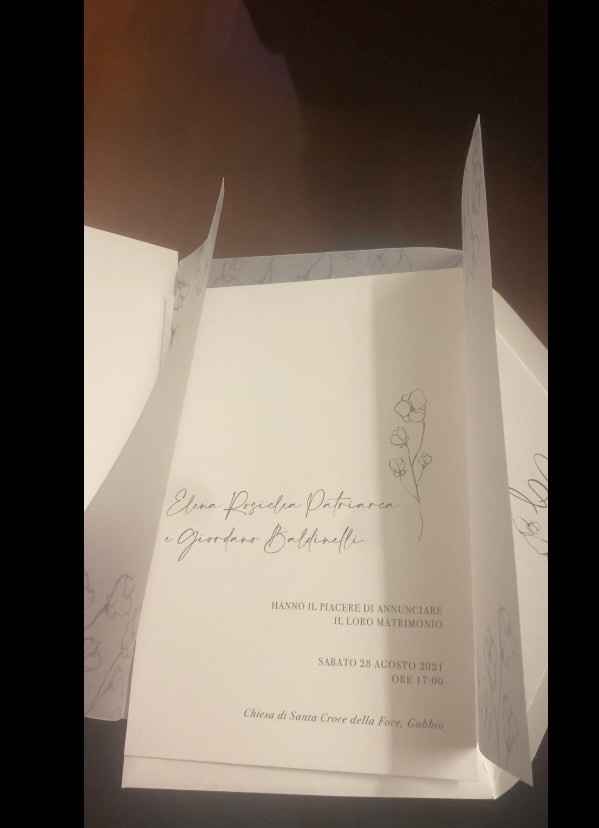 Elena Rosielea Patriarca
e Giordano Baldinelli
HANNO IL PIACERE DI ANNUNCIARE
IL LORO MATRIMONIO
SABATO 28 AGOSTO 2021
ORE 17:00
Chiesa di Santa Croce della Foce, Gubbio